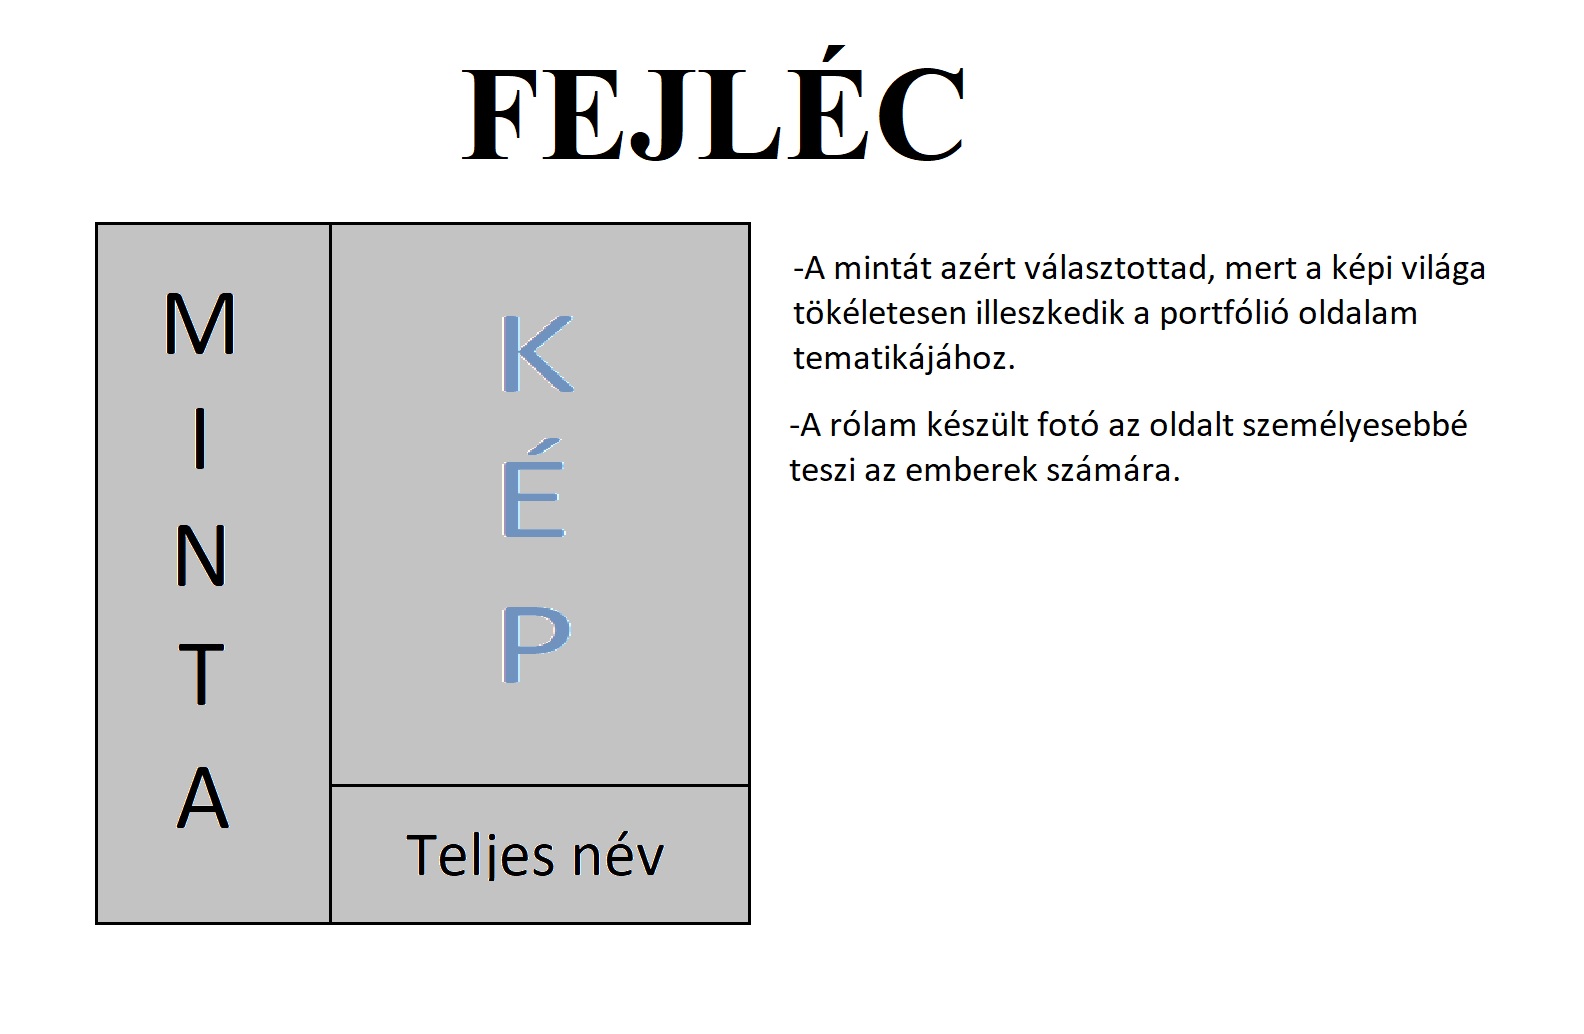 FEJLÉC
M
I
N
T
A
K
É
P
Teljes név
-A mintát azért választottad, mert a képi világa
tökéletesen illeszkedik a portfólió oldalam
tematikájához.
-A rólam készült fotó az oldalt személyesebbé
teszi az emberek számára.